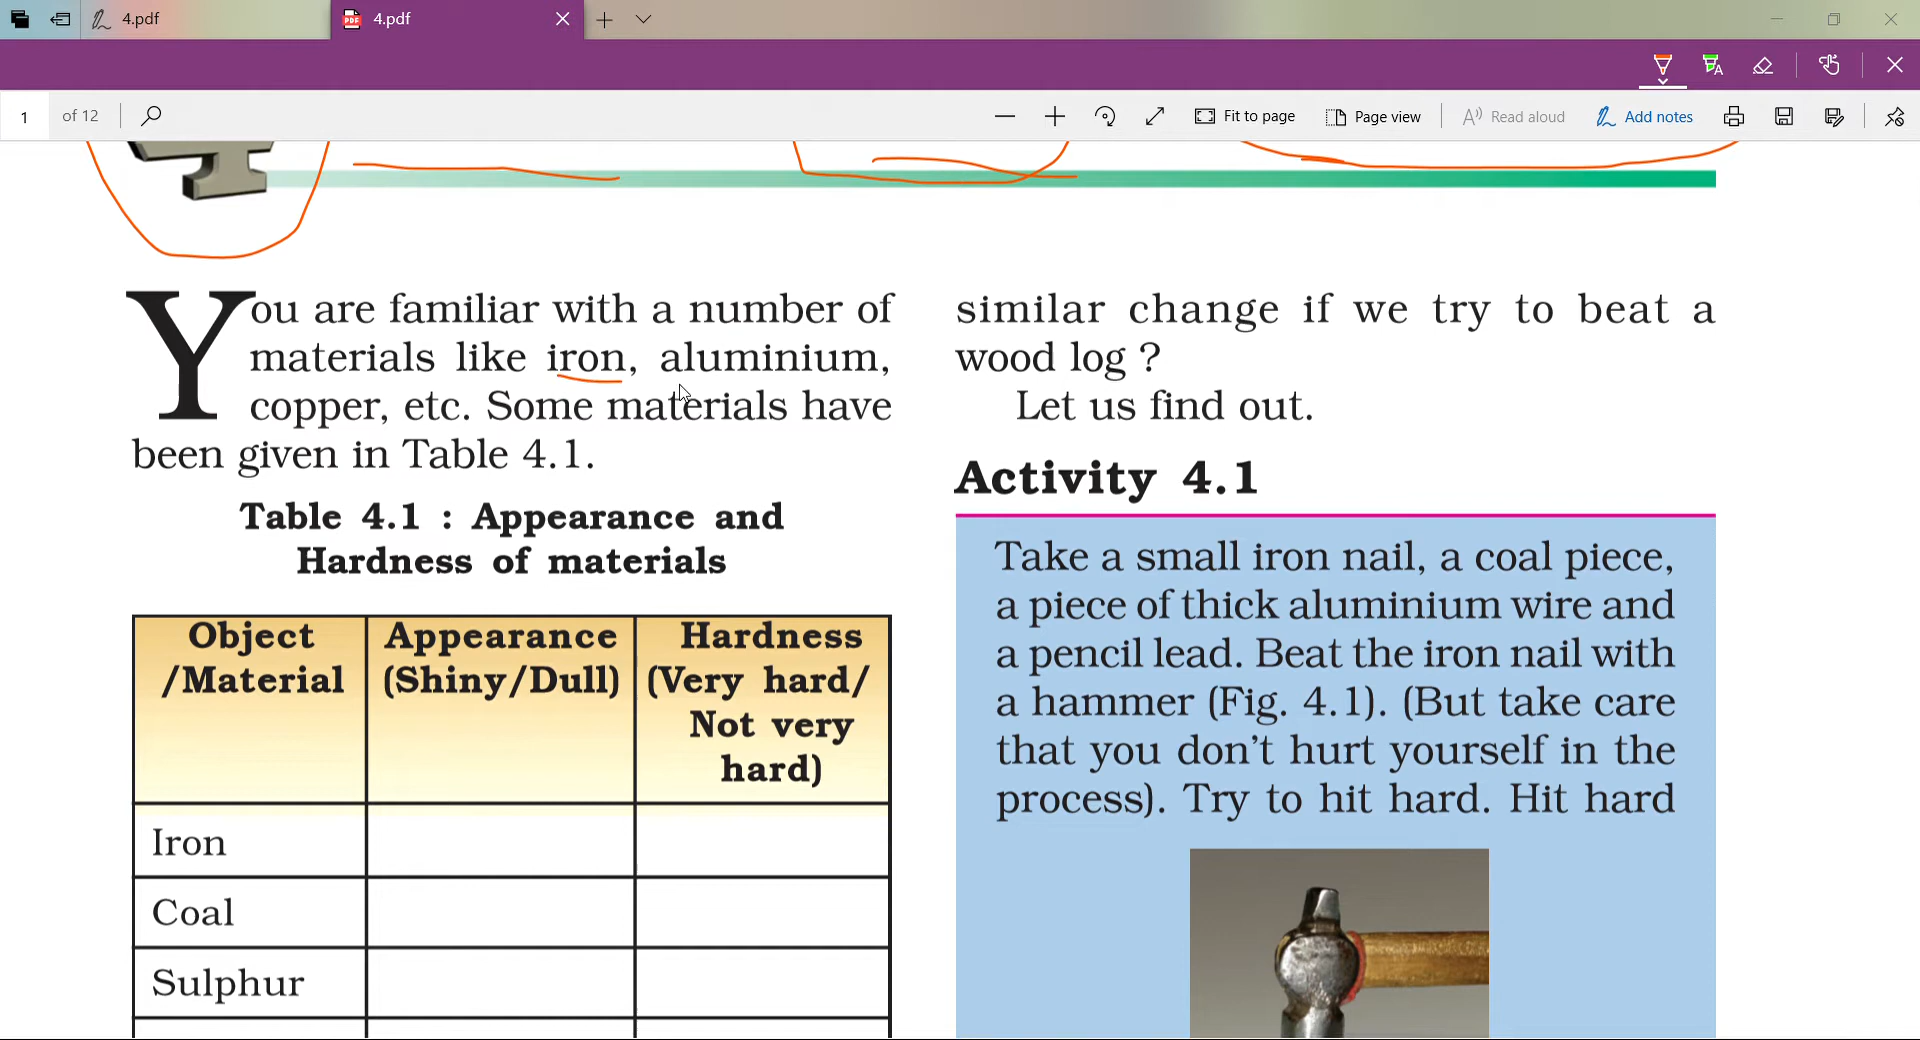 4.pdf
4.pdf
1 of 12
Fit to page
Page view
Read aloud
Add notes
You are familiar with a number of
materials like iron, aluminium,
copper, etc. Some materials have
been given in Table 4.1.
Table 4.1 : Appearance and
Hardness of materials
Object
/Material
Appearance
(Shiny/Dull)
Hardness
(Very hard/
Not very
hard)
Iron
Coal
Sulphur
similar change if we try to beat a
wood log ?
Let us find out.
Activity 4.1
Take a small iron nail, a coal piece,
a piece of thick aluminium wire and
a pencil lead. Beat the iron nail with
a hammer (Fig. 4.1). (But take care
that you don't hurt yourself in the
process). Try to hit hard. Hit hard